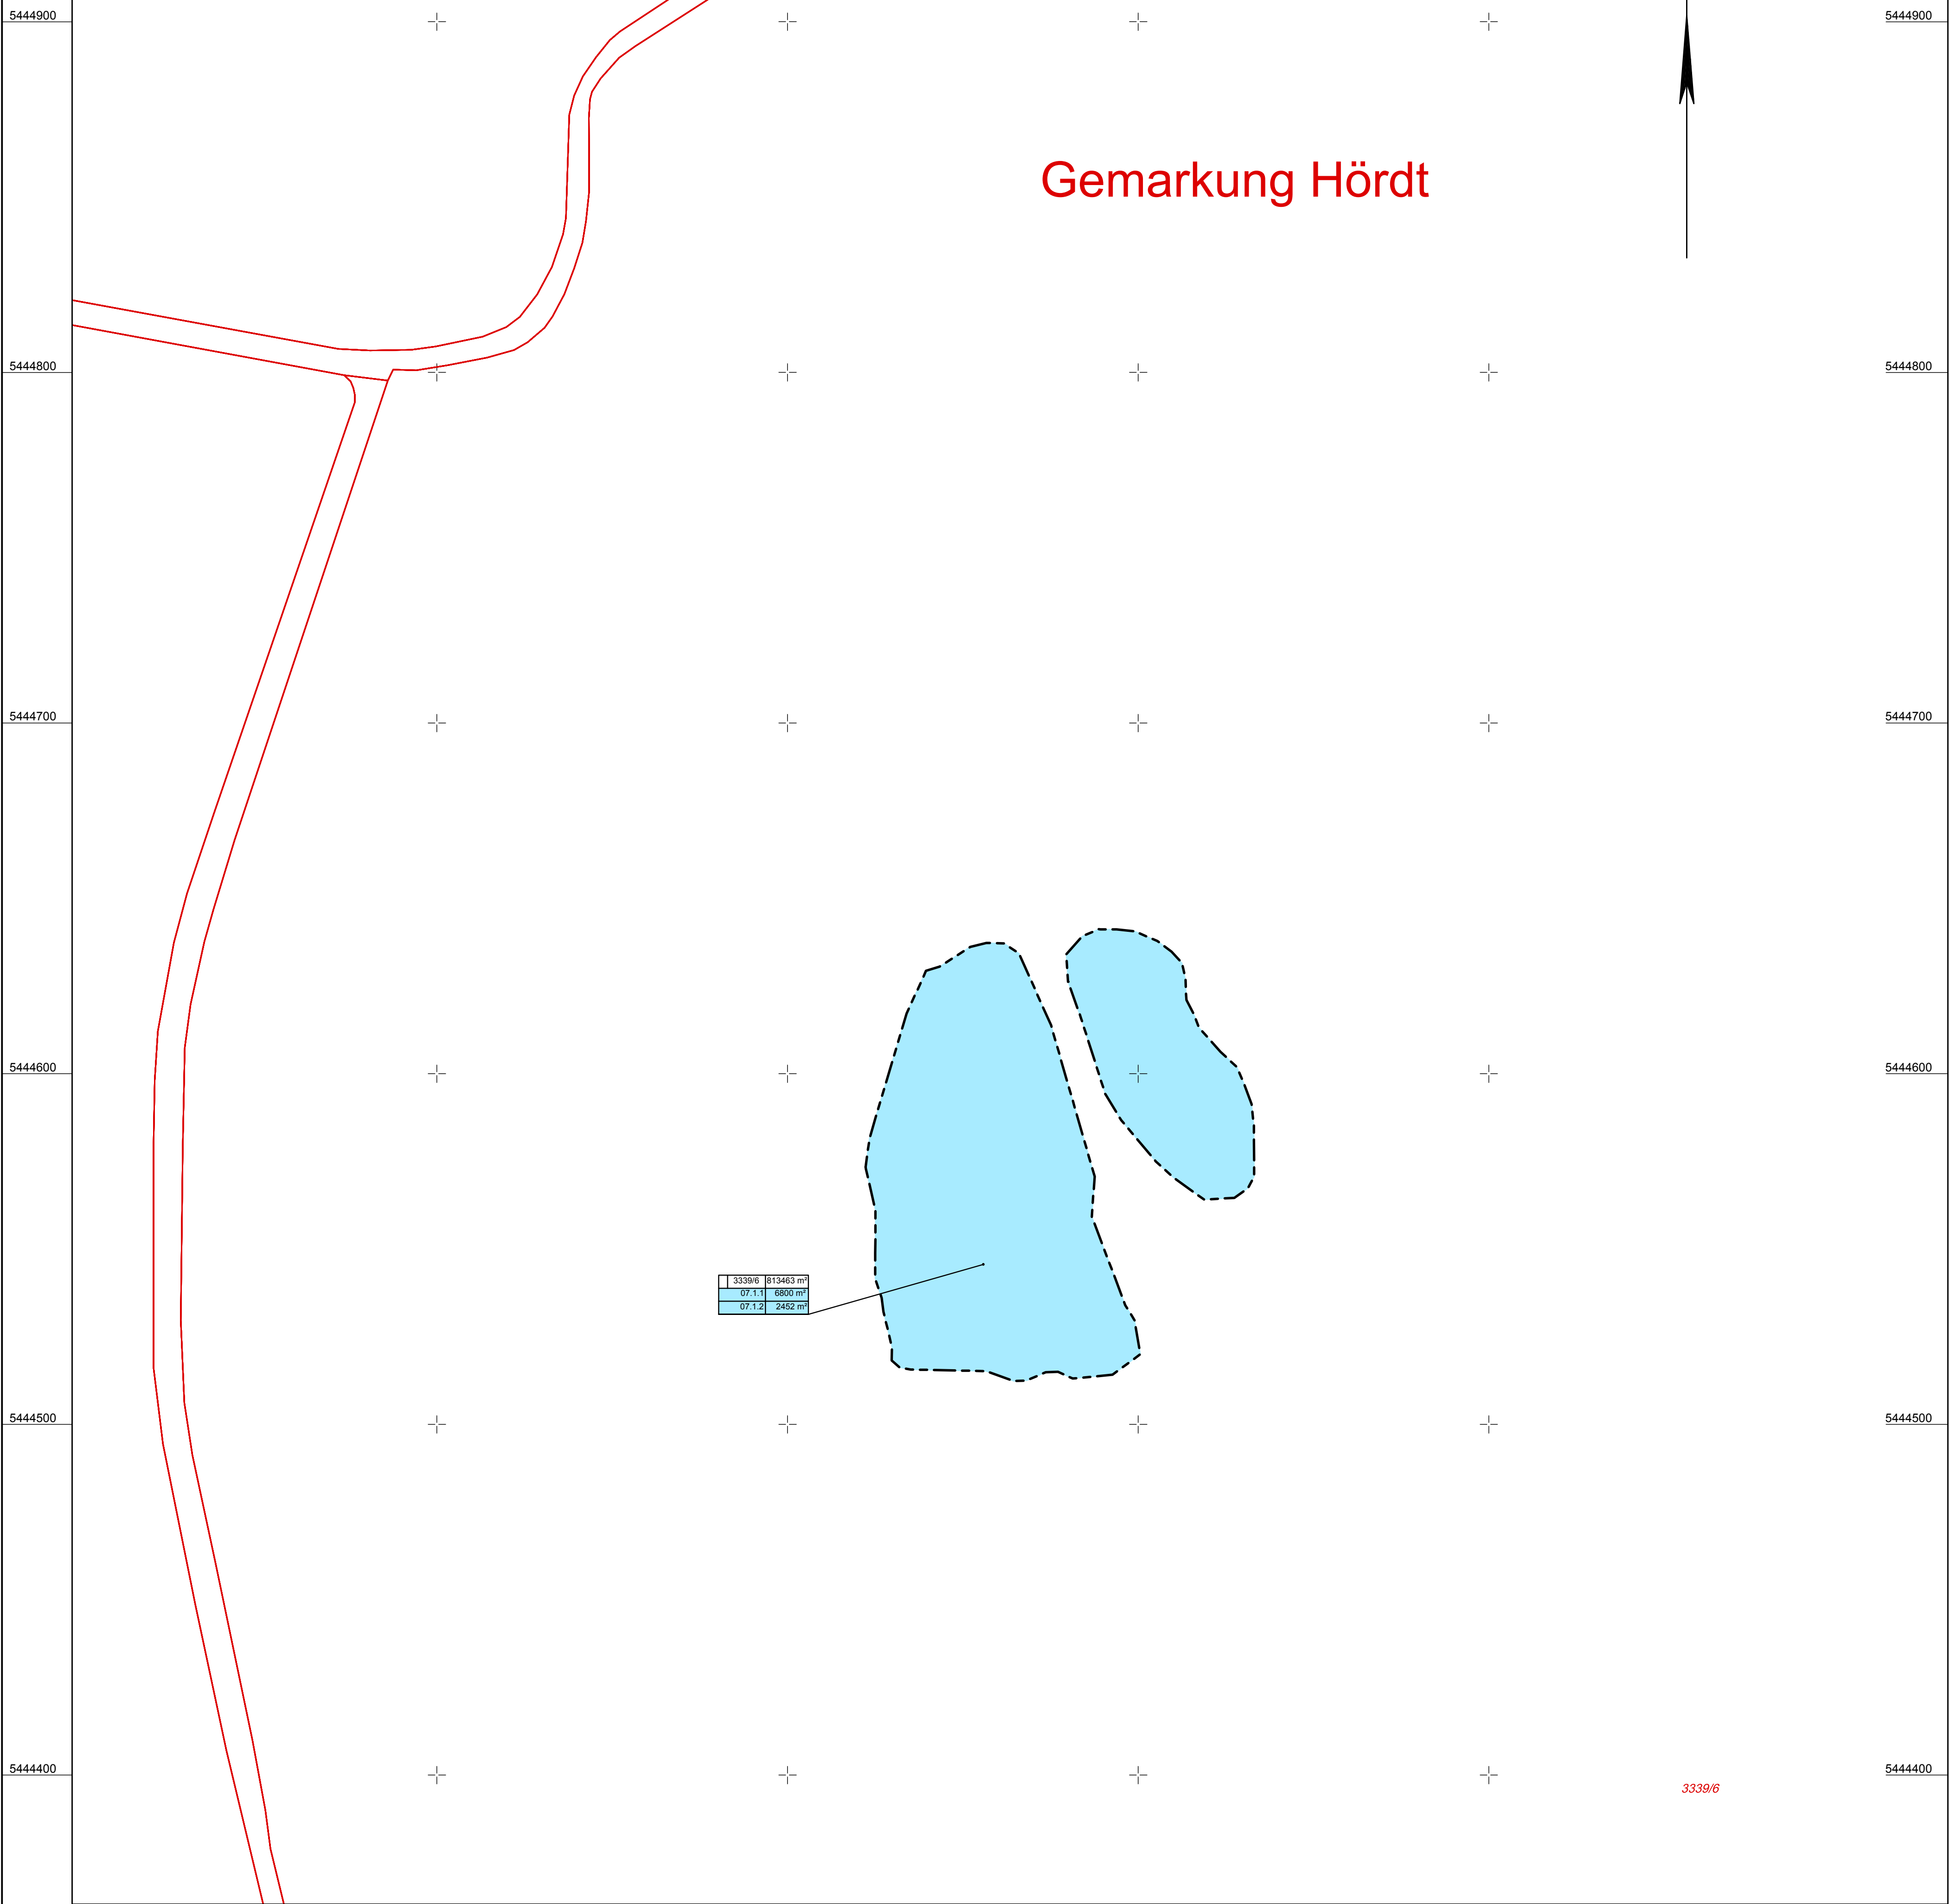 5444900 5444900
Gemarkung Hördt
5444800 5444800
5444700 5444700
5444600 5444600
3339/6 813463 m²
07.1.1 6800 m²
07.1.2 2452 m²
5444500 5444500
5444400 5444400
3339/6